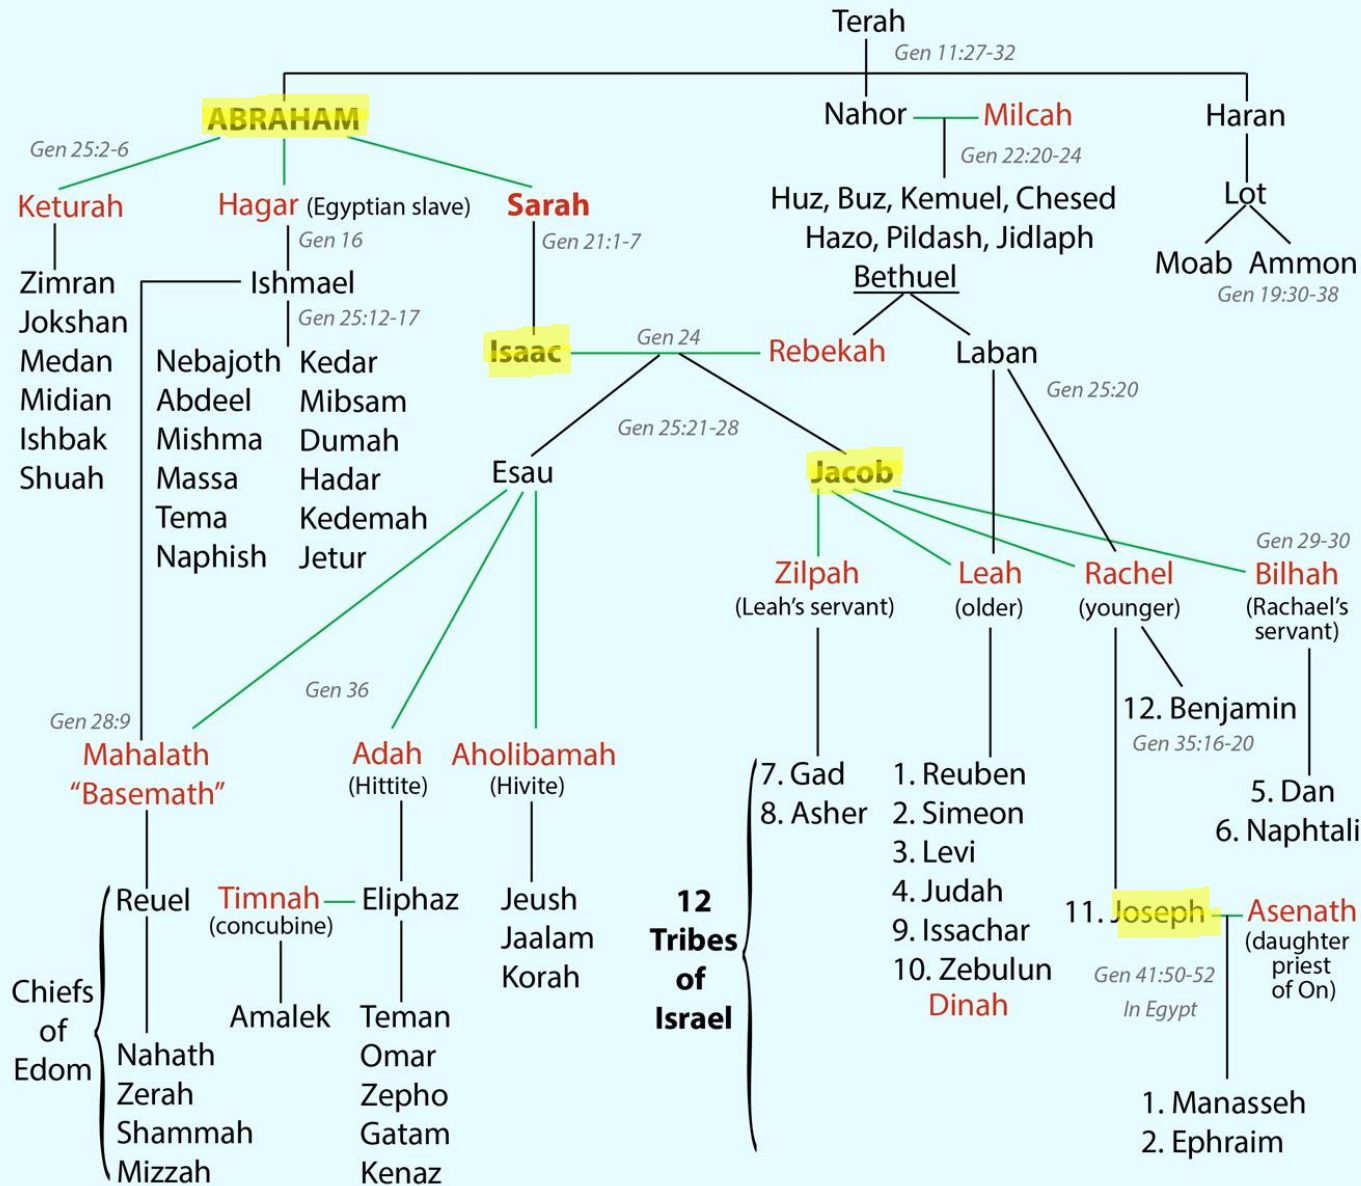 Terah
Gen 11:27-32
ABRAHAM
Nahor
Milcah
Haran
Gen 25:2-6
Gen 22:20-24
Keturah
Hagar (Egyptian slave)
Sarah
Huz, Buz, Kemuel, Chesed
Hazo, Pildash, Jidlaph
Bethuel
Lot
Gen 16
Gen 21:1-7
Moab Ammon
Gen 19:30-38
Zimran
Jokshan
Medan
Midian
Ishbak
Shuah
Ishmael
Gen 25:12-17
Nebajoth
Abdeel
Mishma
Massa
Tema
Naphish
Kedar
Mibsam
Dumah
Hadar
Kedemah
Jetur
Isaac
Gen 24
Rebekah
Laban
Gen 25:20
Gen 25:21-28
Esau
Jacob
Gen 29-30
Zilpah
(Leah's servant)
Leah
(older)
Rachel
(younger)
Bilhah
(Rachael's
servant)
Gen 36
Gen 28:9
Mahalath
"Basemath"
Adah
(Hittite)
Aholibamah
(Hivite)
12. Benjamin
Gen 35:16-20
7. Gad
8. Asher
1. Reuben
2. Simeon
3. Levi
4. Judah
9. Issachar
10. Zebulun
Dinah
5. Dan
6. Naphtali
Reuel
Timnah
(concubine)
Eliphaz
Jeush
Jaalam
Korah
12
Tribes
of
Israel
11. Joseph
Asenath
(daughter
priest
of On)
Gen 41:50-52
In Egypt
Chiefs
of
Edom
Amalek
Nahath
Zerah
Shammah
Mizzah
Teman
Omar
Zepho
Gatam
Kenaz
1. Manasseh
2. Ephraim